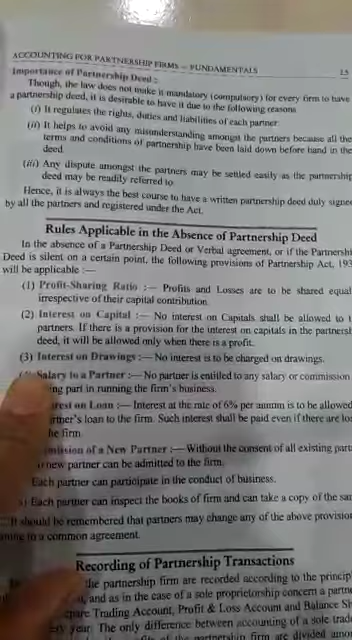 ACCOUNTING FOR PARTNERSHIP FIRMS — FUNDAMENTALS 1.5
Importance of Partnership Deed :
Though, the law does not make it mandatory (compulsory) for every firm to have
a partnership deed, it is desirable to have it due to the following reasons
(i) It regulates the rights, duties and liabilities of each partner.
(ii) It helps to avoid any misunderstanding amongst the partners because all the
terms and conditions of partnership have been laid down before hand in the
deed.
(iii) Any dispute amongst the partners may be settled easily as the partnership
deed may be readily referred to.
Hence, it is always the best course to have a written partnership deed duly signed
by all the partners and registered under the Act.
Rules Applicable in the Absence of Partnership Deed
In the absence of a Partnership Deed or Verbal agreement, or if the Partnershi
Deed is silent on a certain point, the following provisions of Partnership Act, 193
will be applicable :—
(1) Profit-Sharing Ratio :— Profits and Losses are to be shared equal
irrespective of their capital contribution.
(2) Interest on Capital :— No interest on Capitals shall be allowed to t
partners. If there is a provision for the interest on capitals in the partnersh
deed, it will be allowed only when there is a profit.
(3) Interest on Drawings :— No interest is to be charged on drawings.
Salary to a Partner :— No partner is entitled to any salary or commission
ing part in running the firm's business.
rest on Loan :— Interest at the rate of 6% per annum is to be allowed
rtner's loan to the firm. Such interest shall be paid even if there are los
he firm.
mission of a New Partner :— Without the consent of all existing partn
new partner can be admitted to the firm.
Each partner can participate in the conduct of business.
Each partner can inspect the books of firm and can take a copy of the sam
It should be remembered that partners may change any of the above provision
to a common agreement.
Recording of Partnership Transactions
the partnership firm are recorded according to the principl
, and as in the case of a sole proprietorship concern a partne
Trading Account, Profit & Loss Account and Balance Sh
year. The only difference between accounting of a sole trad
of the partnership firm are divided